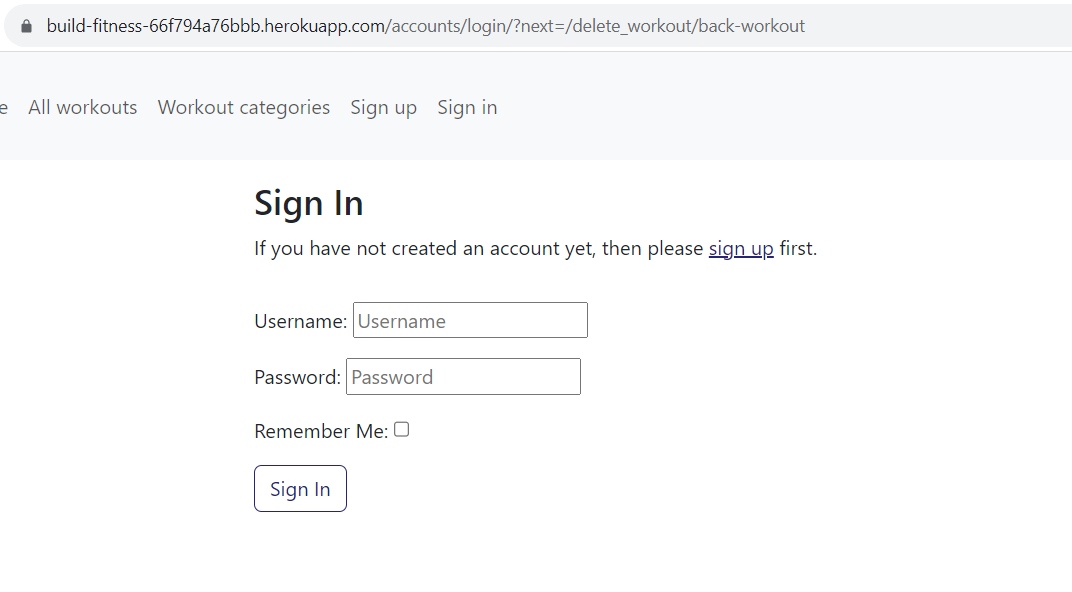 build-fitness-66f794a76bbb.herokuapp.com/accounts/login/?next=/delete_workout/back-workout
e All workouts Workout categories Sign up Sign in
Sign In
If you have not created an account yet, then please sign up first.
Username: Username
Password: Password
Remember Me:
Sign In